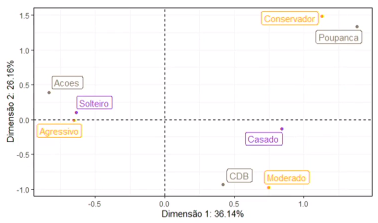 1.5
Conservador
Poupanca
1.0
0.5
Acoes
Solteiro
0.0
Agressivo
Casado
-0.5
CDB
Moderado
-1.0
-0.5
0.0
0.5
1.0
Dimensão 1: 36.14%
Dimensão 2: 26.16%